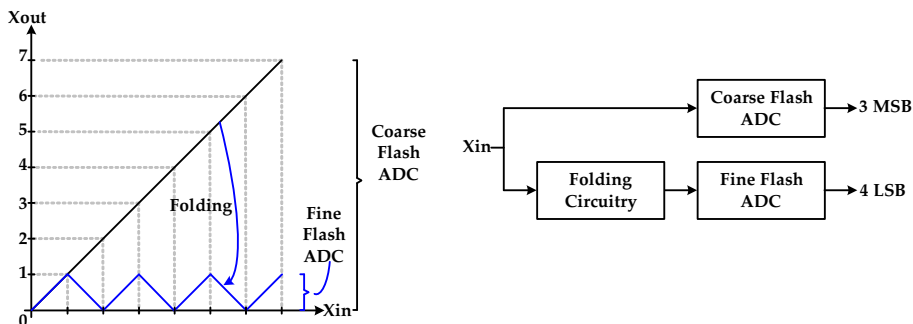 Xout
7
6
5
4
3
2
1
0
Folding
Xin
Fine
Flash
ADC
Coarse
Flash
ADC
Xin
Coarse Flash
ADC
3 MSB
Folding
Circuitry
Fine Flash
ADC
4 LSB